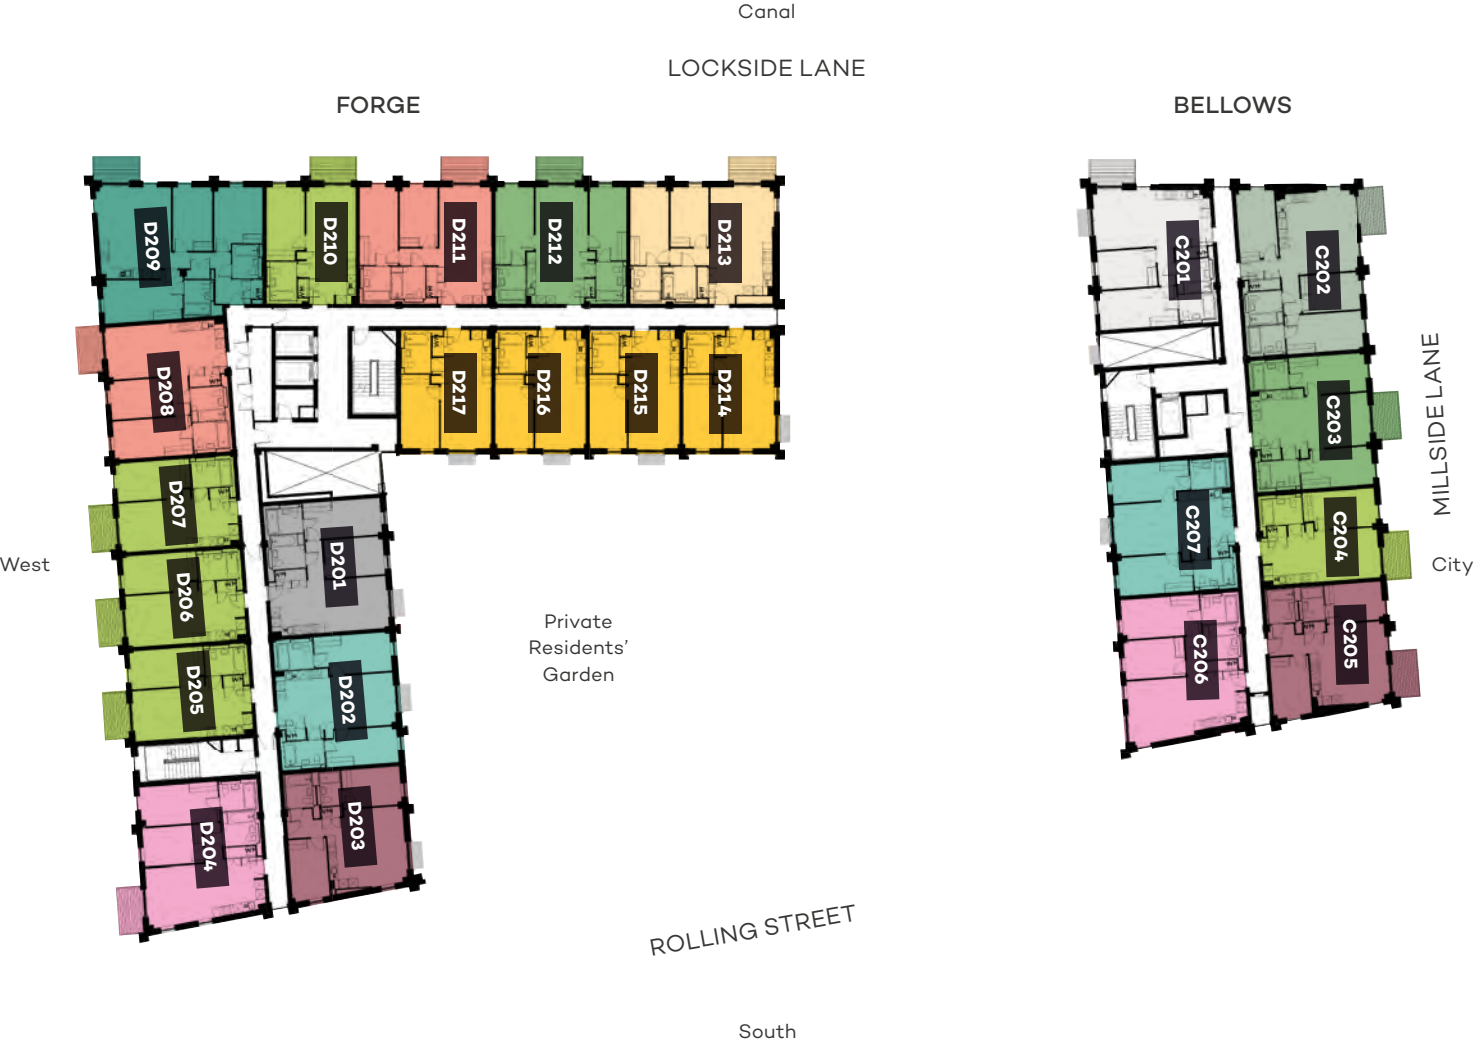 Canal
LOCKSIDE LANE
FORGE
BELLOWS
D209
D210
D211
D212
D213
D208
D217
D216
D215
D214
D207
D201
D206
D205
D202
D204
D203
C201
C202
C203
C207
C204
C206
C205
MILLSIDE LANE
West
City
Private
Residents’
Garden
ROLLING STREET
South